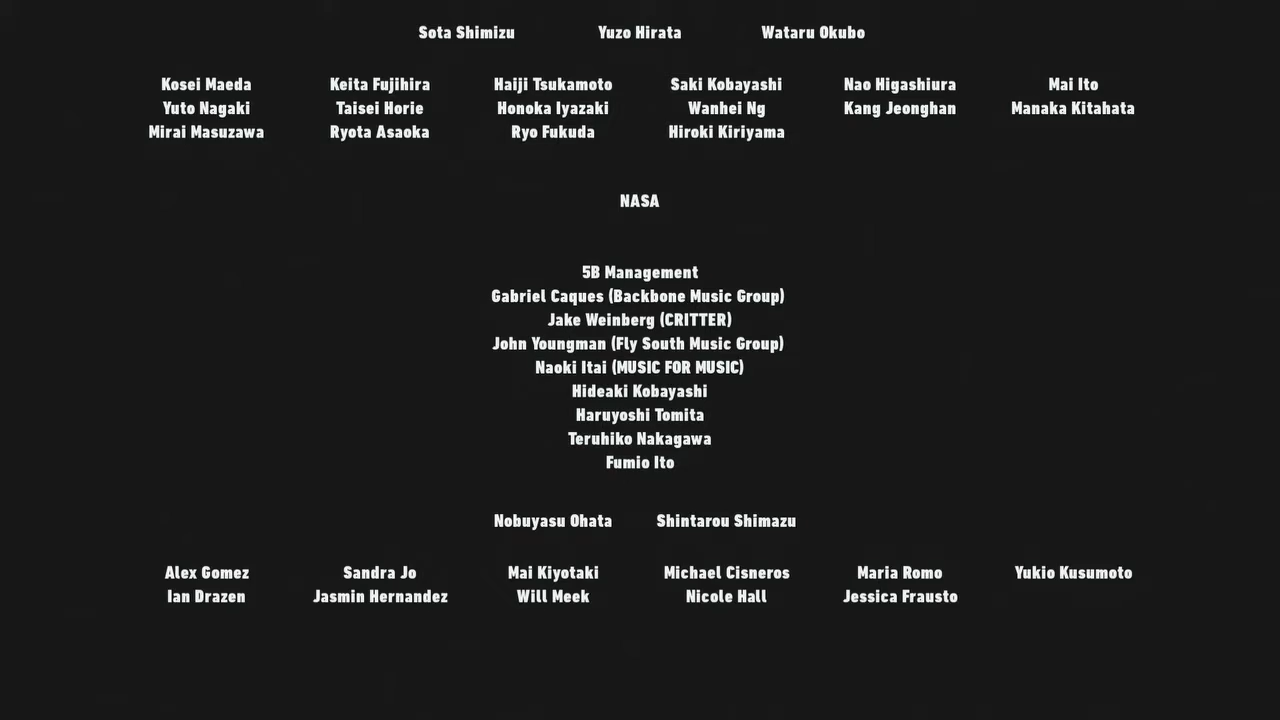 Sota Shimizu Yuzo Hirata Wataru Okubo
Kosei Maeda Keita Fujihira Haiji Tsukamoto Saki Kobayashi Nao Higashiura Mai Ito
Yuto Nagaki Taisei Horie Honoka Iyazaki Wanhei Ng Kang Jeonghan Manaka Kitahata
Mirai Masuzawa Ryota Asaoka Ryo Fukuda Hiroki Kiriyama
NASA
5B Management
Gabriel Caques (Backbone Music Group)
Jake Weinberg (CRITTER)
John Youngman (Fly South Music Group)
Naoki Itai (MUSIC FOR MUSIC)
Hideaki Kobayashi
Haruyoshi Tomita
Teruhiko Nakagawa
Fumio Ito
Nobuyasu Ohata Shintarou Shimazu
Alex Gomez Sandra Jo Mai Kiyotaki Michael Cisneros Maria Romo Yukio Kusumoto
Ian Drazen Jasmin Hernandez Will Meek Nicole Hall Jessica Frausto